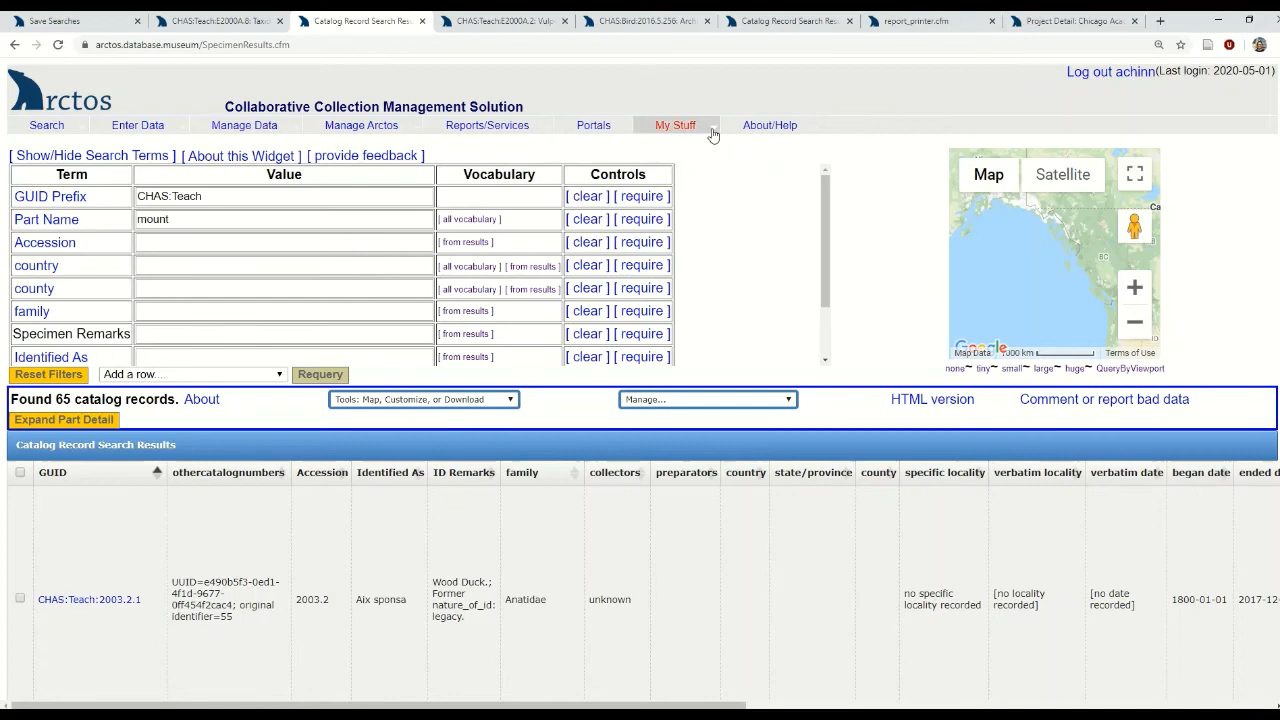 Save Searches
CHAS:Teach:E2000A.8: Taxid
Catalog Record Search Resu
CHAS:Teach:E2000A.2: Vulp
CHAS:Bird:2016.5.256: Arch
Catalog Record Search Resu
report_printer.cfm
Project Detail: Chicago Aca
arctos.database.museum/SpecimenResults.cfm
Log out achinn(Last login: 2020-05-01)
Arctos
Collaborative Collection Management Solution
Search Enter Data Manage Data Manage Arctos Reports/Services Portals My Stuff About/Help
[ Show/Hide Search Terms ] [ About this Widget ] [ provide feedback ]
Term Value Vocabulary Controls
GUID Prefix CHAS:Teach [ clear ] [ require ]
Part Name mount [ all vocabulary ] [ clear ] [ require ]
Accession [ from results ] [ clear ] [ require ]
country [ all vocabulary ] [ from results ] [ clear ] [ require ]
county [ all vocabulary ] [ from results ] [ clear ] [ require ]
family [ from results ] [ clear ] [ require ]
Specimen Remarks [ from results ] [ clear ] [ require ]
Identified As [ from results ] [ clear ] [ require ]
Map Satellite
Ca
BC
Google
Map Data 1000 km Terms of Use
none~ tiny~ small~ large~ huge~ QueryByViewport
Reset Filters Add a row.... Requery
Found 65 catalog records. About Tools: Map, Customize, or Download Manage... HTML version Comment or report bad data
Expand Part Detail
Catalog Record Search Results
GUID othercatalognumbers Accession Identified As ID Remarks family collectors preparators country state/province county specific locality verbatim locality verbatim date began date ended d
CHAS:Teach:2003.2.1
UUID=e490b5f3-0ed1-
4f1d-9677-
0ff454f2cac4; original
identifier=55
2003.2
Aix sponsa
Wood Duck.;
Former
nature_of_id:
legacy.
Anatidae
unknown
no specific
locality recorded
[no locality
recorded]
[no date
recorded]
1800-01-01
2017-12-